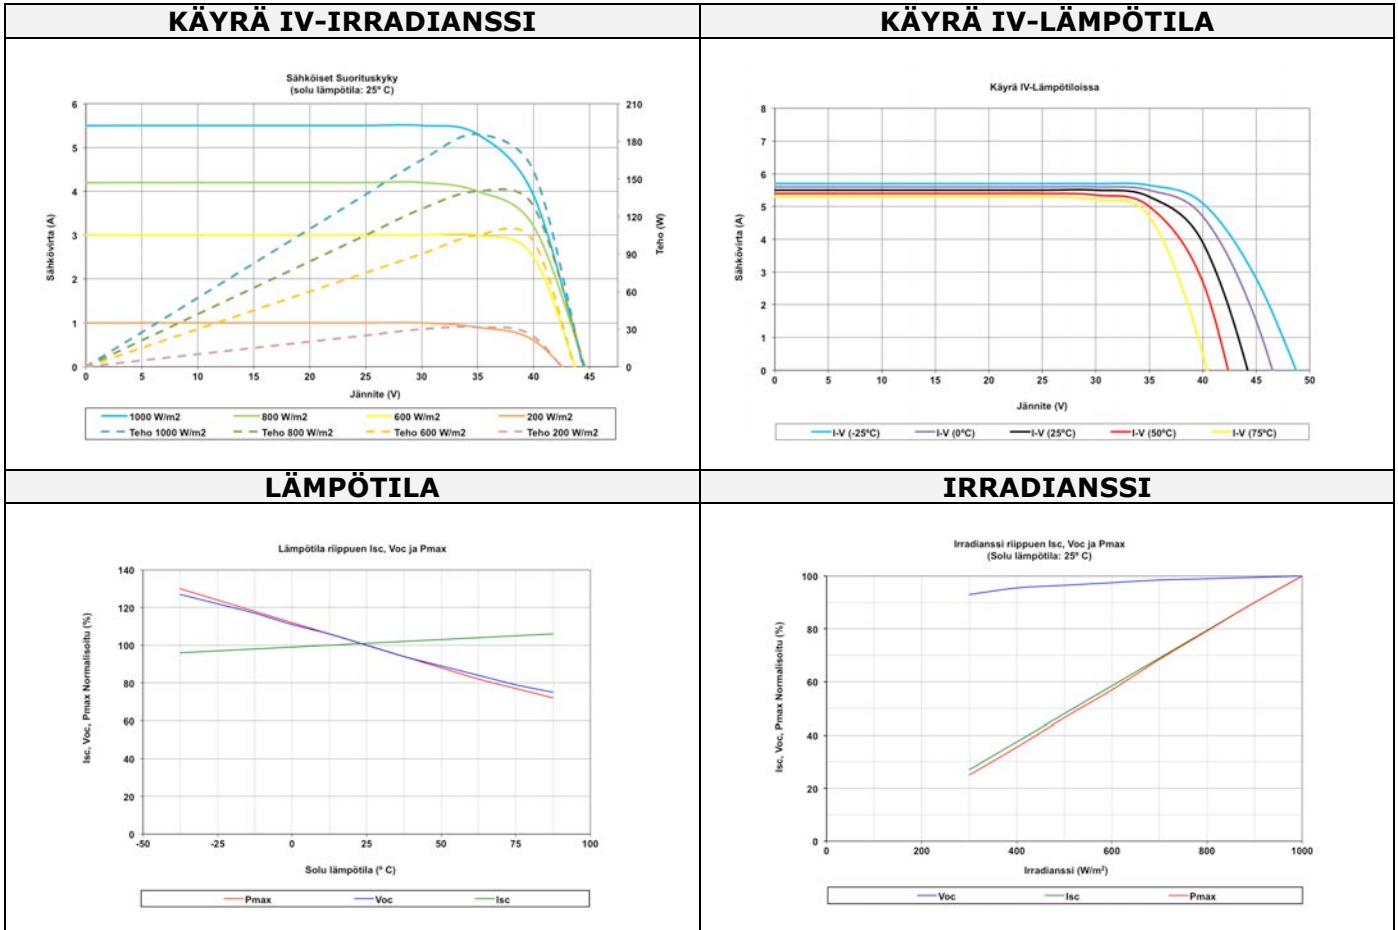 KÄYRÄ IV-IRRADIANSSI
KÄYRÄ IV-LÄMPÖTILA
Sähköiset Suorituskyky
(solu lämpötila: 25º C)
6
5
4
3
2
1
0
210
180
150
120
90
60
30
0
Sähkövirta (A)
Teho (W)
0 5 10 15 20 25 30 35 40 45
Jännite (V)
1000 W/m2 800 W/m2 600 W/m2 200 W/m2
Teho 1000 W/m2 Teho 800 W/m2 Teho 600 W/m2 Teho 200 W/m2
Käyrä IV-Lämpötiloissa
8
7
6
5
4
3
2
1
0
Sähkövirta (A)
0 5 10 15 20 25 30 35 40 45 50
Jännite (V)
I-V (-25ºC) I-V (0ºC) I-V (25ºC) I-V (50ºC) I-V (75ºC)
LÄMPÖTILA
IRRADIANSSI
Lämpötila riippuen Isc, Voc ja Pmax
140
120
100
80
60
40
20
0
Isc, Voc, Pmax Normalisoitu (%)
-50 -25 0 25 50 75 100
Solu lämpötila (º C)
Pmax Voc Isc
Irradianssi riippuen Isc, Voc ja Pmax
(Solu lämpötila: 25º C)
100
80
60
40
20
0
Isc, Voc, Pmax Normalisoitu (%)
0 200 400 600 800 1000
Irradianssi (W/m²)
Voc Isc Pmax